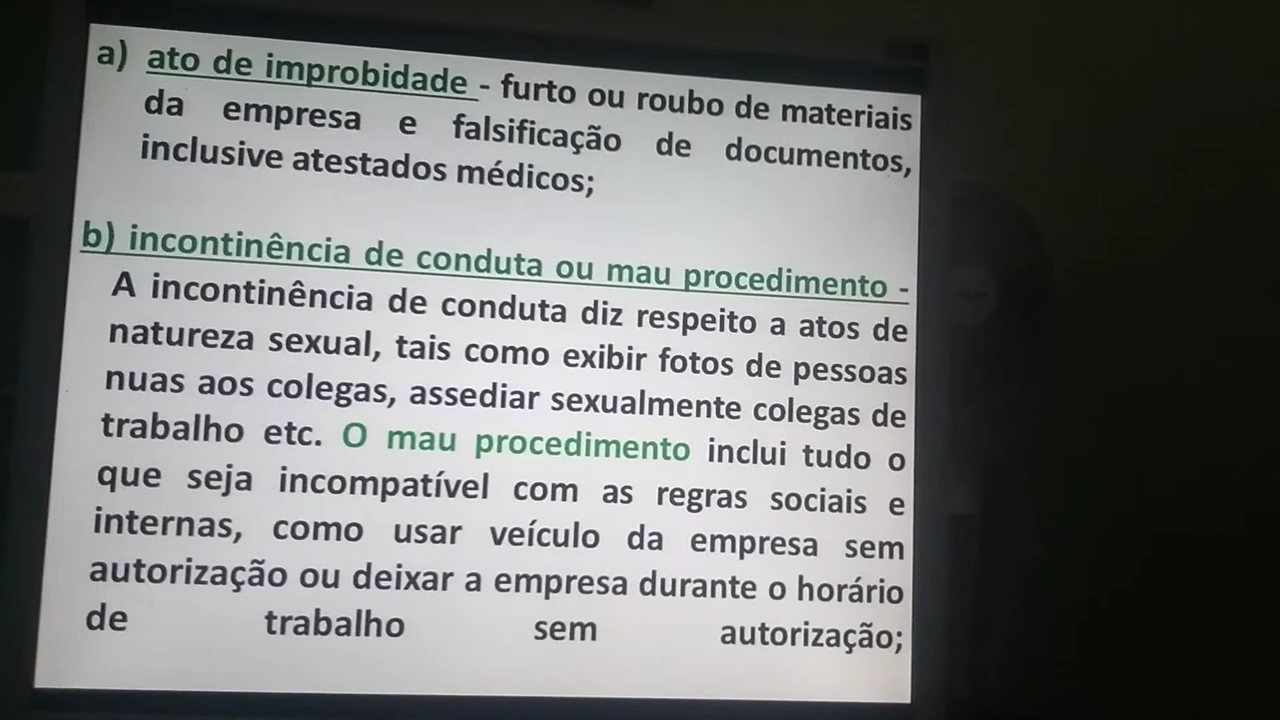 a) ato de improbidade - furto ou roubo de materiais
da empresa e falsificação de documentos,
inclusive atestados médicos;
b) incontinência de conduta ou mau procedimento -
A incontinência de conduta diz respeito a atos de
natureza sexual, tais como exibir fotos de pessoas
nuas aos colegas, assediar sexualmente colegas de
trabalho etc. O mau procedimento inclui tudo o
que seja incompatível com as regras sociais e
internas, como usar veículo da empresa sem
autorização ou deixar a empresa durante o horário
de trabalho sem autorização;